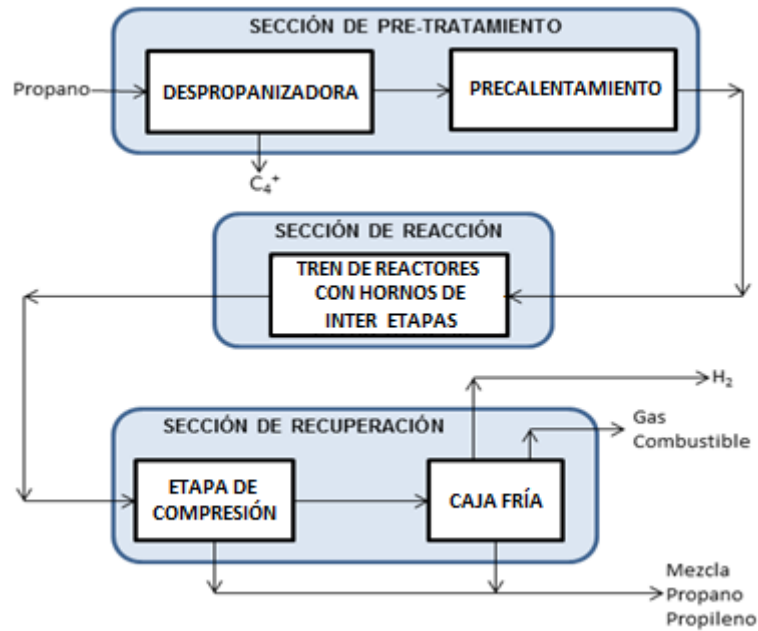 SECCIÓN DE PRE-TRATAMIENTO
Propano
DESPROPANIZADORA
PRECALENTAMIENTO
C₄⁺
SECCIÓN DE REACCIÓN
TREN DE REACTORES
CON HORNOS DE
INTER ETAPAS
H₂
Gas
Combustible
SECCIÓN DE RECUPERACIÓN
ETAPA DE
COMPRESIÓN
CAJA FRÍA
Mezcla
Propano
Propileno